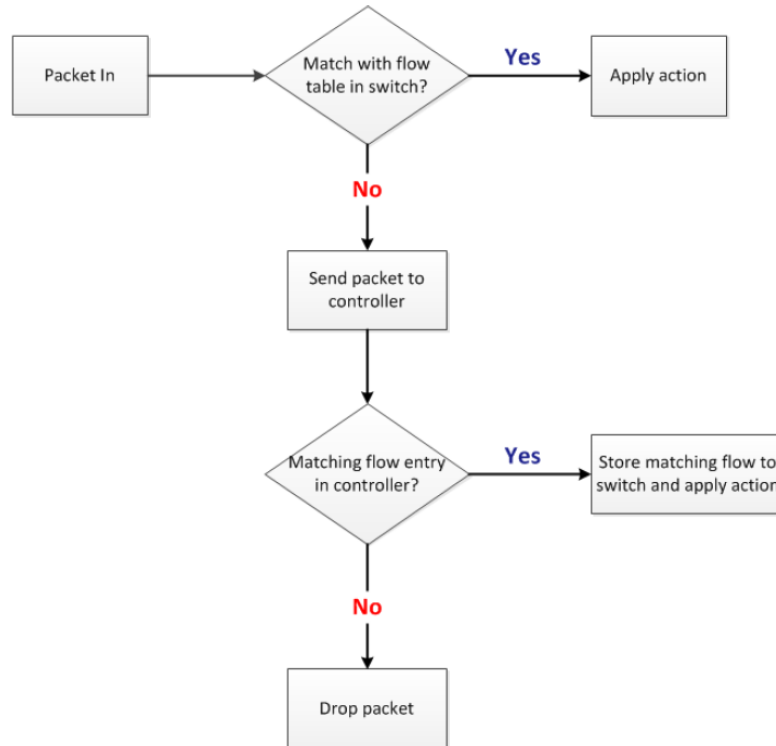 Packet In
Match with flow
table in switch?
Yes
Apply action
No
Send packet to
controller
Matching flow entry
in controller?
Yes
Store matching flow to
switch and apply action
No
Drop packet